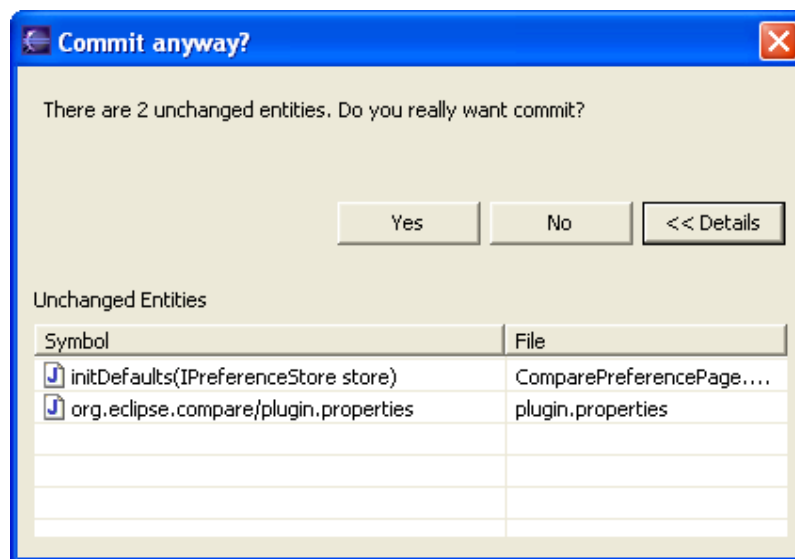 Commit anyway?
There are 2 unchanged entities. Do you really want commit?
Yes No << Details
Unchanged Entities
Symbol File
initDefaults(IPreferenceStore store) ComparePreferencePage....
org.eclipse.compare/plugin.properties plugin.properties